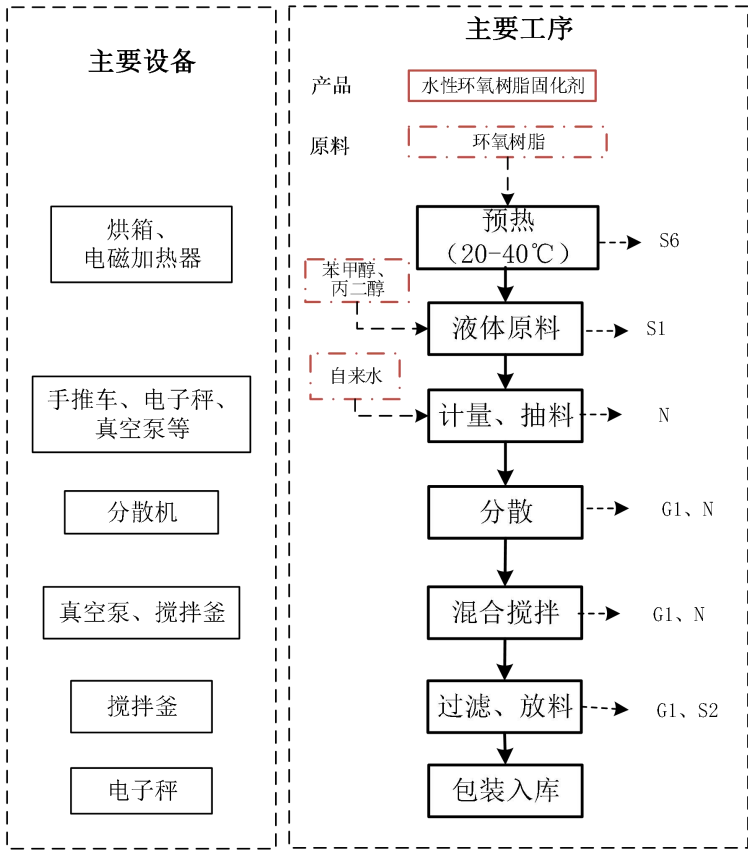 主要设备
烘箱、
电磁加热器
手推车、电子秤、
真空泵等
分散机
真空泵、搅拌釜
搅拌釜
电子秤
主要工序
产品
水性环氧树脂固化剂
原料
环氧树脂
预热
（20-40℃）
S6
苯甲醇、
丙二醇
液体原料
S1
自来水
计量、抽料
N
分散
G1、N
混合搅拌
G1、N
过滤、放料
G1、S2
包装入库